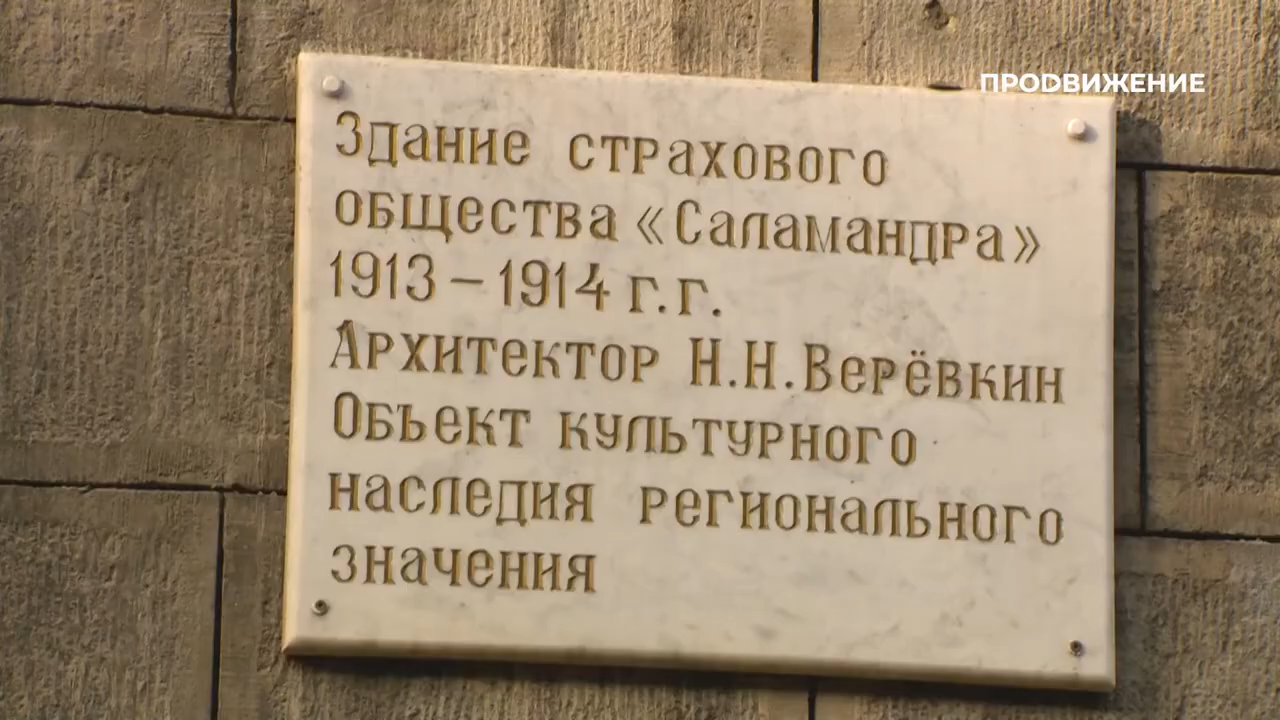 ПРОДВИЖЕНИЕ
Здание страхового
общества «Саламандра»
1913 – 1914 г.г.
Архитектор Н.Н.Верёвкин
Объект культурного
наследия регионального
значения